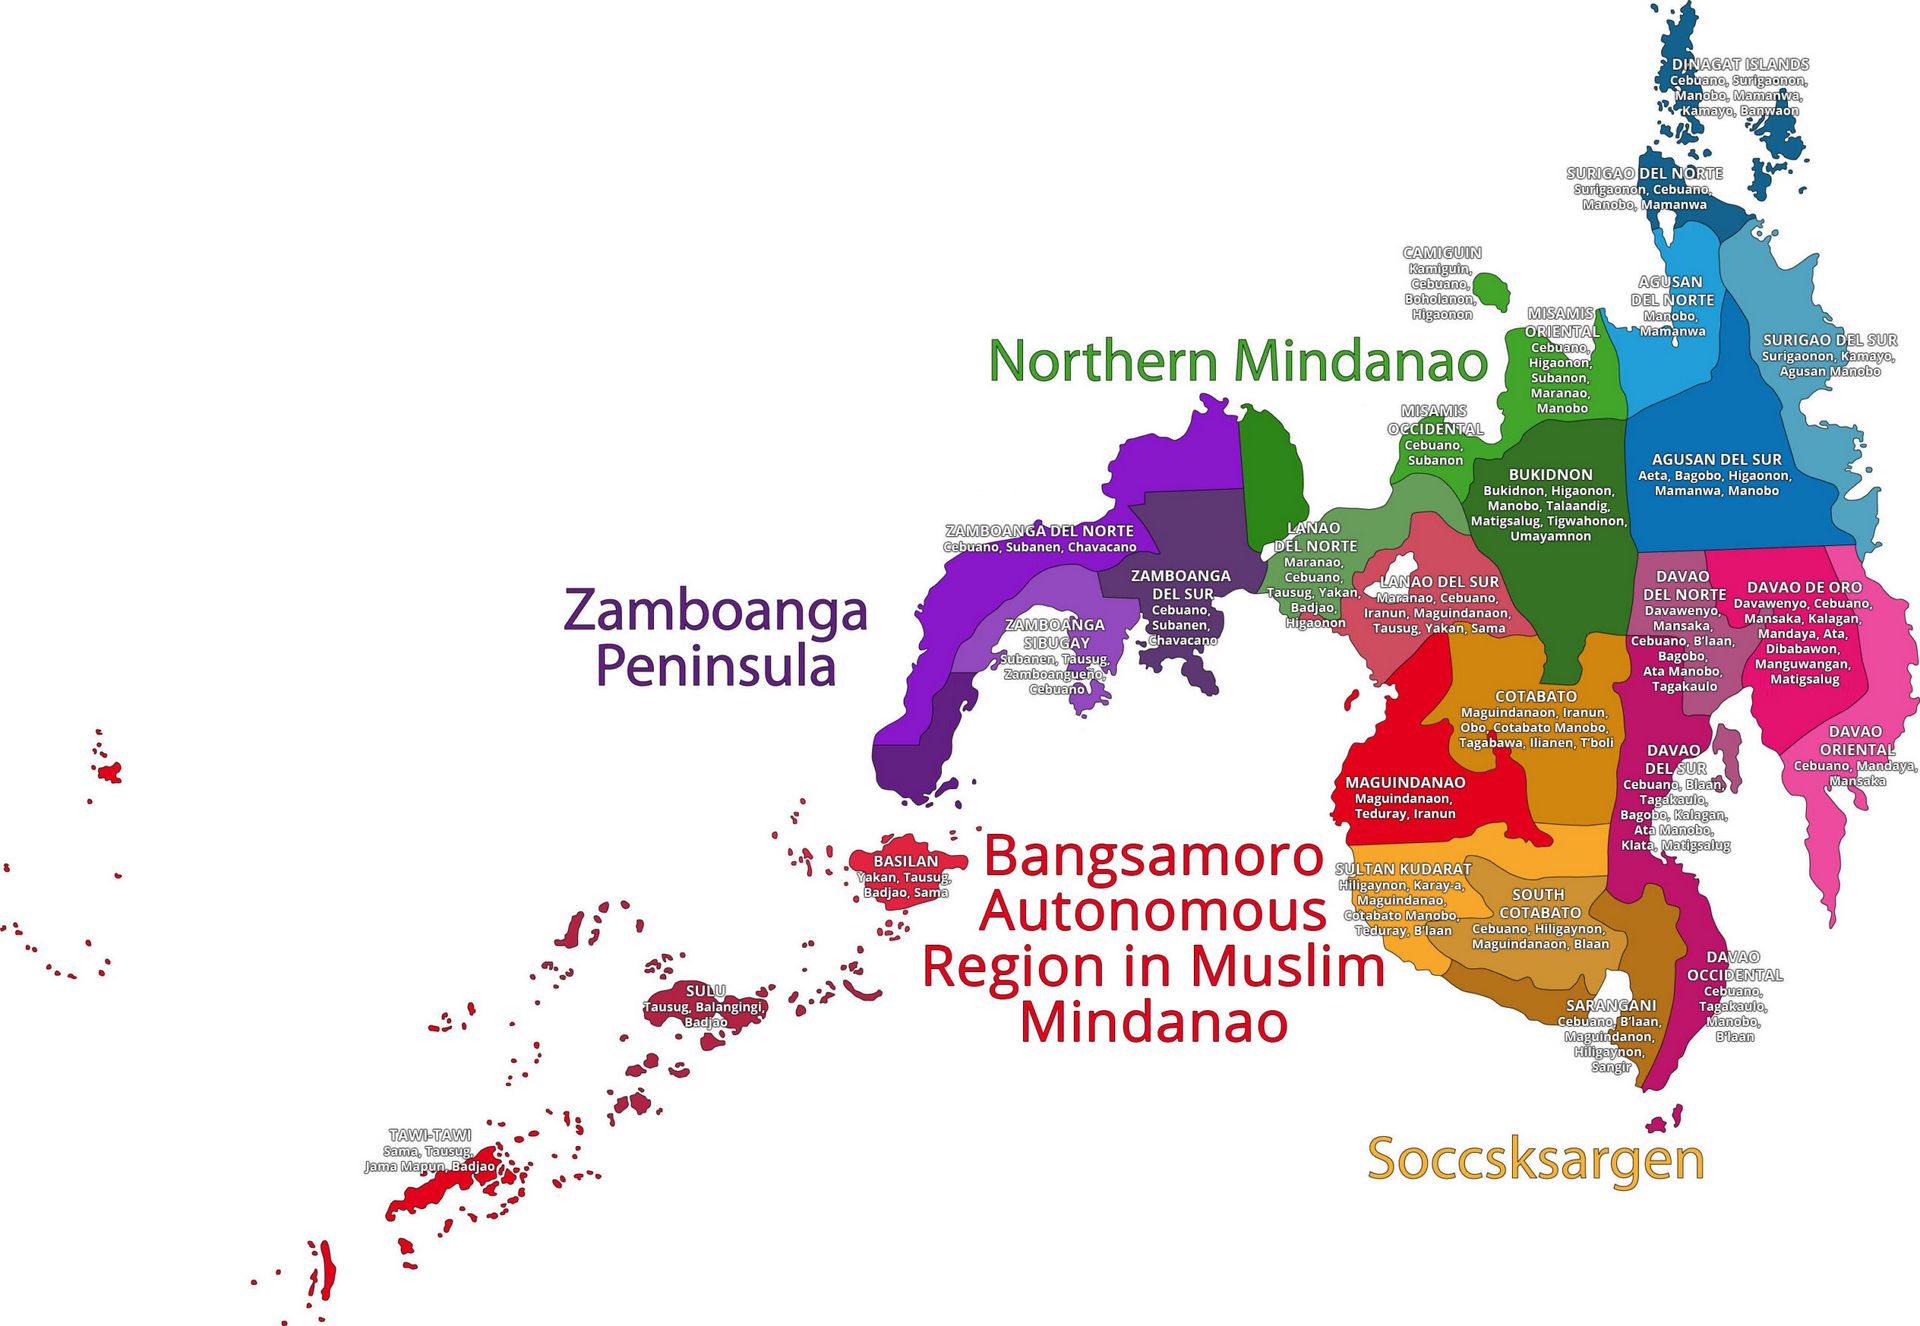 DINAGAT ISLANDS
Cebuano, Surigaonon,
Manobo, Mamanwa,
Kamayo, Banwaon
SURIGAO DEL NORTE
Surigaonon, Cebuano,
Manobo, Mamanwa
CAMIGUIN
Kamiguin,
Cebuano,
Boholanon,
Higaonon
AGUSAN
DEL NORTE
Manobo,
Mamanwa
MISAMIS
ORIENTAL
Cebuano,
Higaonon,
Subanon,
Maranao,
Manobo
SURIGAO DEL SUR
Surigaonon, Kamayo,
Agusan Manobo
Northern Mindanao
MISAMIS
OCCIDENTAL
Cebuano,
Subanon
AGUSAN DEL SUR
Aeta, Bagobo, Higaonon,
Mamanwa, Manobo
BUKIDNON
Bukidnon, Higaonon,
Manobo, Talaandig,
Matigsalug, Tigwahonon,
Umayamnon
ZAMBOANGA DEL NORTE
Cebuano, Subanen, Chavacano
LANAO
DEL NORTE
Maranao,
Cebuano,
Tausug, Yakan,
Badjao,
Higaonon
ZAMBOANGA
DEL SUR
Cebuano,
Subanen,
Chavacano
LANAO DEL SUR
Maranao, Cebuano,
Iranun, Maguindanaon,
Tausug, Yakan, Sama
DAVAO
DEL NORTE
Davawenyo,
Mansaka,
Cebuano, B'laan,
Bagobo,
Ata Manobo,
Tagakaulo
DAVAO DE ORO
Davawenyo, Cebuano,
Mansaka, Kalagan,
Mandaya, Ata,
Dibabawon,
Manguwangan,
Matigsalug
Zamboanga
Peninsula
ZAMBOANGA
SIBUGAY
Subanen, Tausug,
Zamboangueño,
Cebuano
COTABATO
Maguindanaon, Iranun,
Obo, Cotabato Manobo,
Tagabawa, Ilianen, T'boli
DAVAO
ORIENTAL
Cebuano, Mandaya,
Mansaka
DAVAO
DEL SUR
Cebuano, Blaan,
Tagakaulo,
Bagobo, Kalagan,
Ata Manobo,
Klata, Matigsalug
MAGUINDANAO
Maguindanaon,
Teduray, Iranun
BASILAN
Yakan, Tausug,
Badjao, Sama
Bangsamoro
Autonomous
Region in Muslim
Mindanao
SULTAN KUDARAT
Hiligaynon, Karay-a,
Maguindanao,
Cotabato Manobo,
Teduray, B'laan
SOUTH
COTABATO
Cebuano, Hiligaynon,
Maguindanaon, Blaan
DAVAO
OCCIDENTAL
Cebuano,
Tagakaulo,
Manobo,
B'laan
SULU
Tausug, Balangingi,
Badjao
SARANGANI
Cebuano, B'laan,
Maguindanon,
Hiligaynon,
Sangir
TAWI-TAWI
Sama, Tausug,
Jama Mapun, Badjao
Soccsksargen